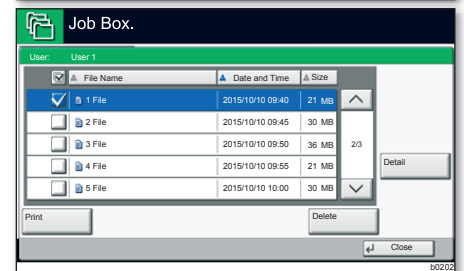 Job Box.
User: User 1
File Name Date and Time Size
1 File 2015/10/10 09:40 21 MB
2 File 2015/10/10 09:45 30 MB
3 File 2015/10/10 09:50 36 MB 2/3
4 File 2015/10/10 09:55 21 MB Detail
5 File 2015/10/10 10:00 30 MB
Print Delete
Close
b0202